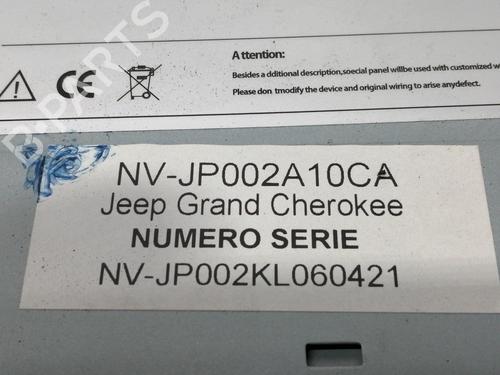 Attention:
Besides a dditional description,soecial panel willbe used with customized w
Please don tmodify the device and original wiring to arise anydefect.
CE
B-PARTS
NV-JP002A10CA
Jeep Grand Cherokee
NUMERO SERIE
NV-JP002KL060421